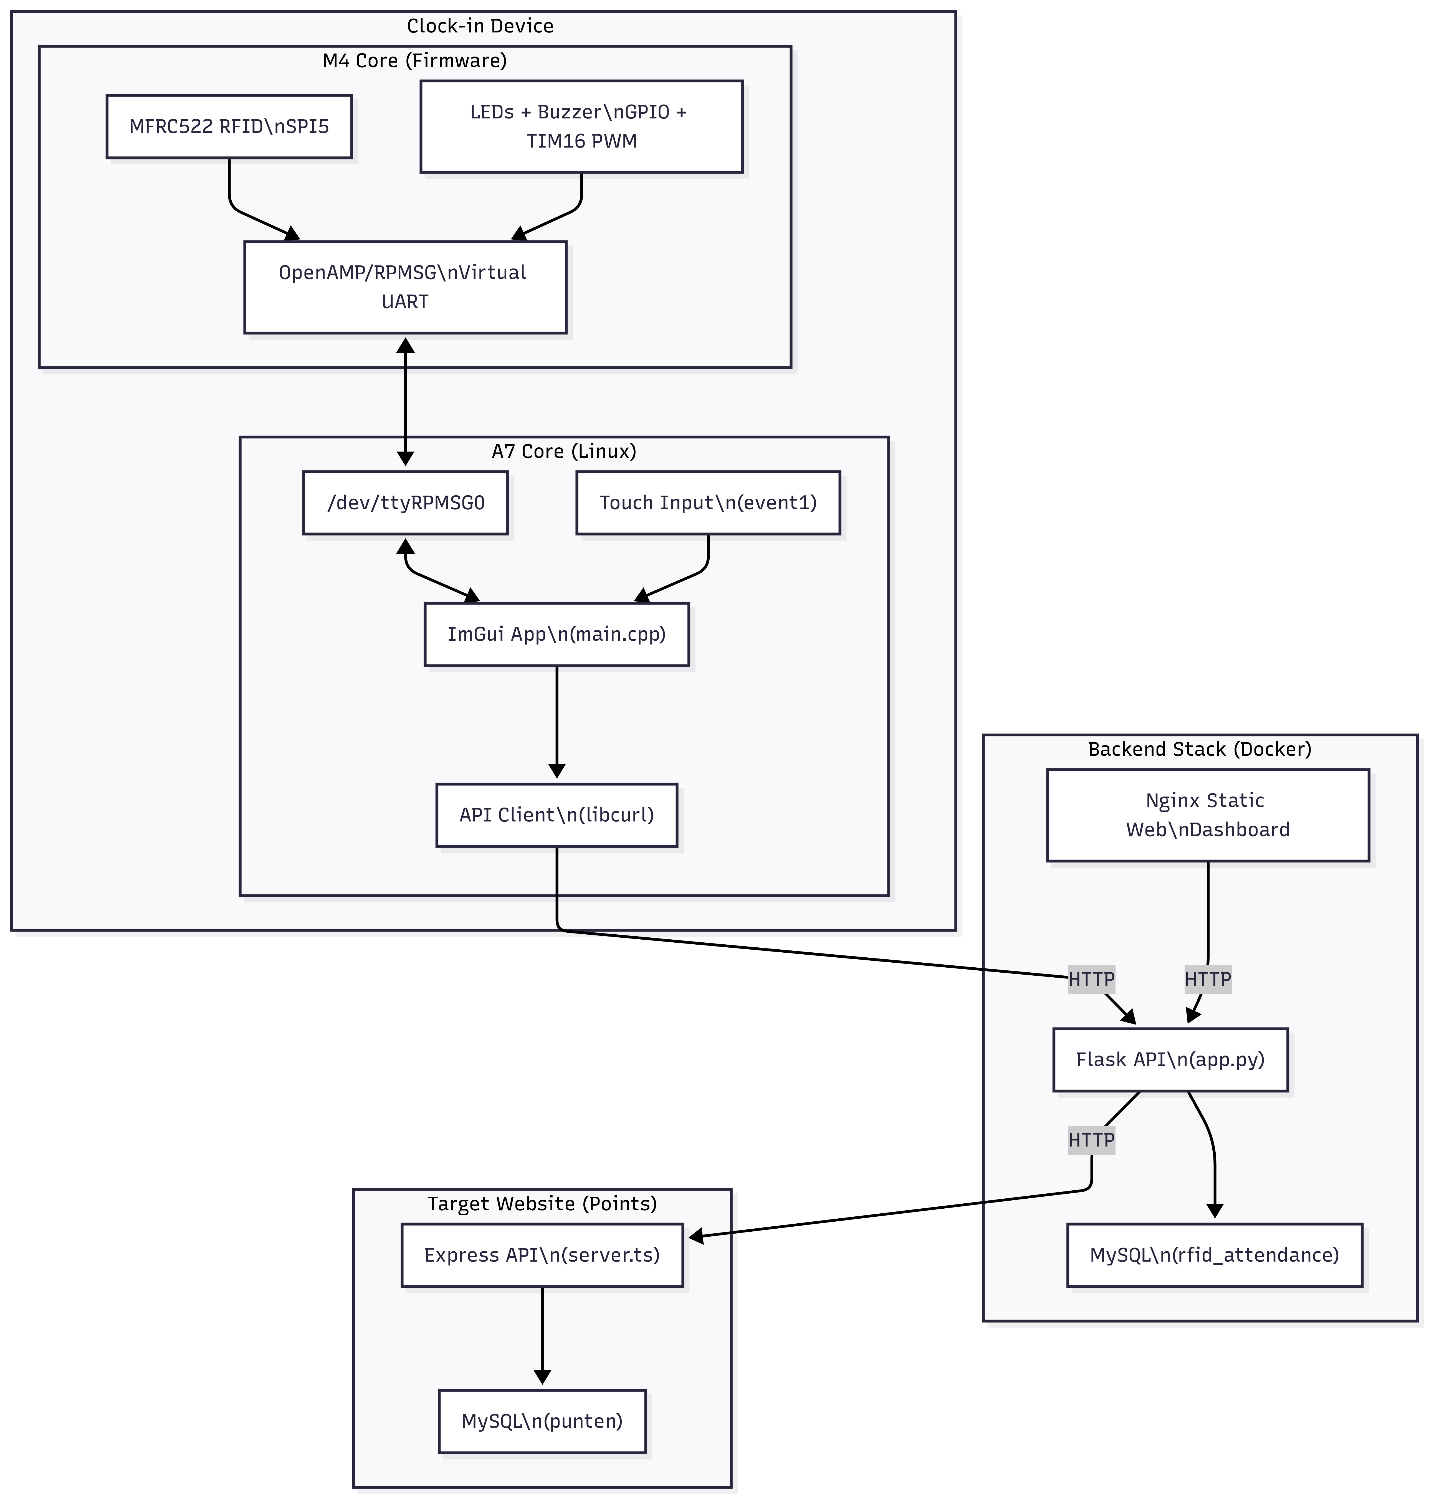 Clock-in Device
M4 Core (Firmware)
MFRC522 RFID\nSPI5
LEDs + Buzzer\nGPIO +
TIM16 PWM
OpenAMP/RPMSG\nVirtual
UART
A7 Core (Linux)
/dev/ttyRPMSG0
Touch Input\n(event1)
ImGui App\n(main.cpp)
API Client\n(libcurl)
Backend Stack (Docker)
Nginx Static
Web\nDashboard
HTTP
HTTP
Flask API\n(app.py)
HTTP
MySQL\n(rfid_attendance)
Target Website (Points)
Express API\n(server.ts)
MySQL\n(punten)